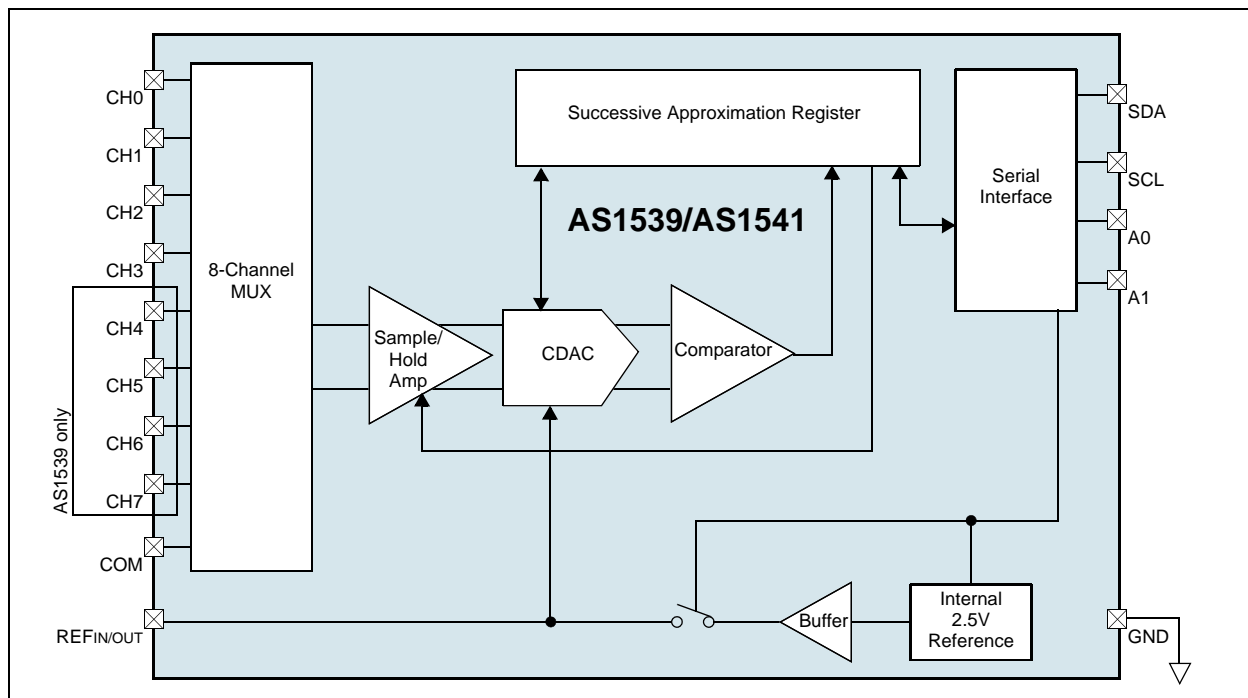 CH0
CH1
CH2
CH3
CH4
CH5
CH6
CH7
COM
REFIN/OUT
AS1539 only
8-Channel
MUX
Successive Approximation Register
AS1539/AS1541
Sample/
Hold
Amp
CDAC
Comparator
Serial
Interface
SDA
SCL
A0
A1
Buffer
Internal
2.5V
Reference
GND